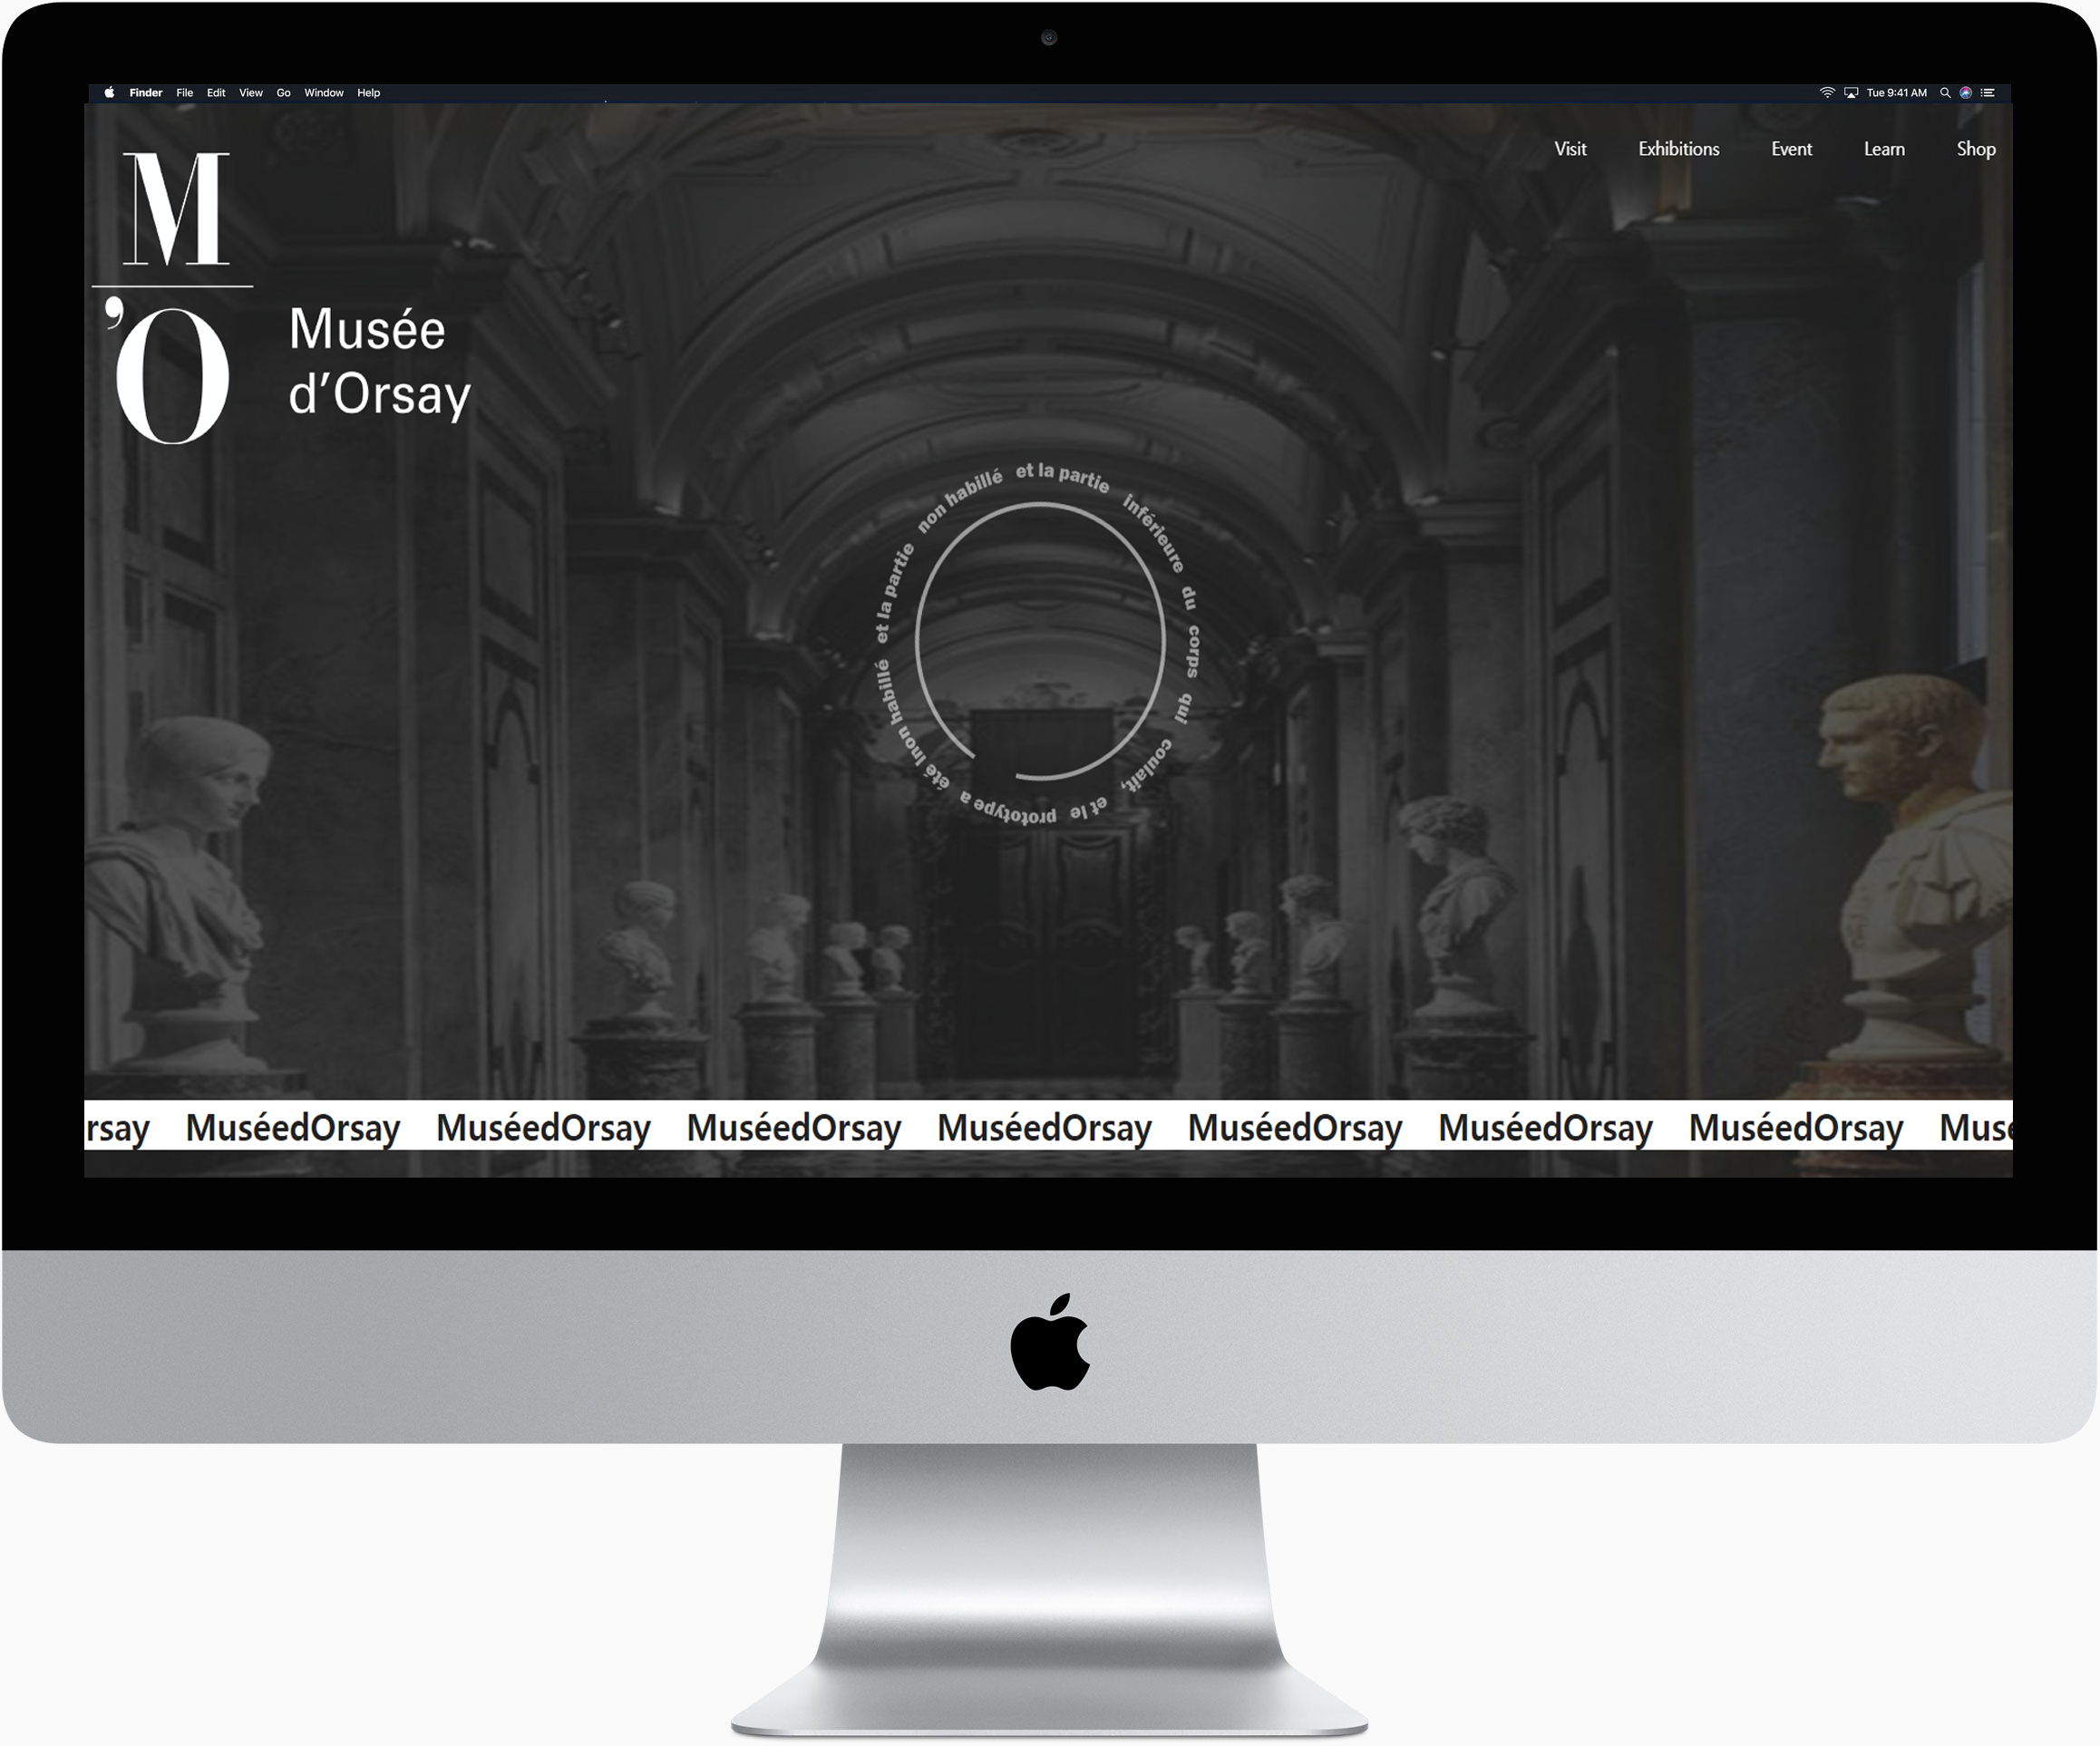 Finder File Edit View Go Window Help
Tue 9:41 AM
Visit Exhibitions Event Learn Shop
M
’O
Musée
d’Orsay
et la partie inférieure du corps qui coulait, et le prototype a été lnon habillé et la partie non habillé
rsay MuséedOrsay MuséedOrsay MuséedOrsay MuséedOrsay MuséedOrsay MuséedOrsay MuséedOrsay Musé